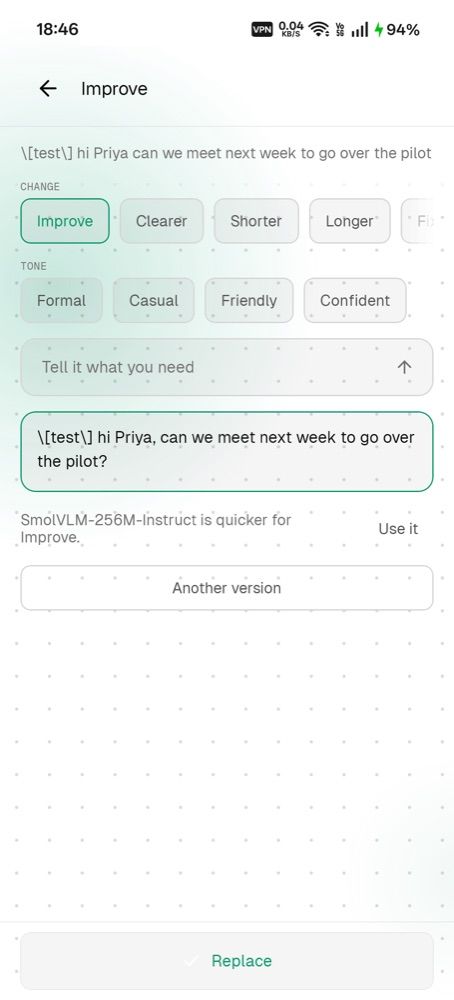 18:46
VPN 0.04 KB/S Vo 5G 94%
Improve
\[test\] hi Priya can we meet next week to go over the pilot
CHANGE
Improve Clearer Shorter Longer
TONE
Formal Casual Friendly Confident
Tell it what you need
\[test\] hi Priya, can we meet next week to go over
the pilot?
SmolVLM-256M-Instruct is quicker for
Improve.
Use it
Another version
Replace